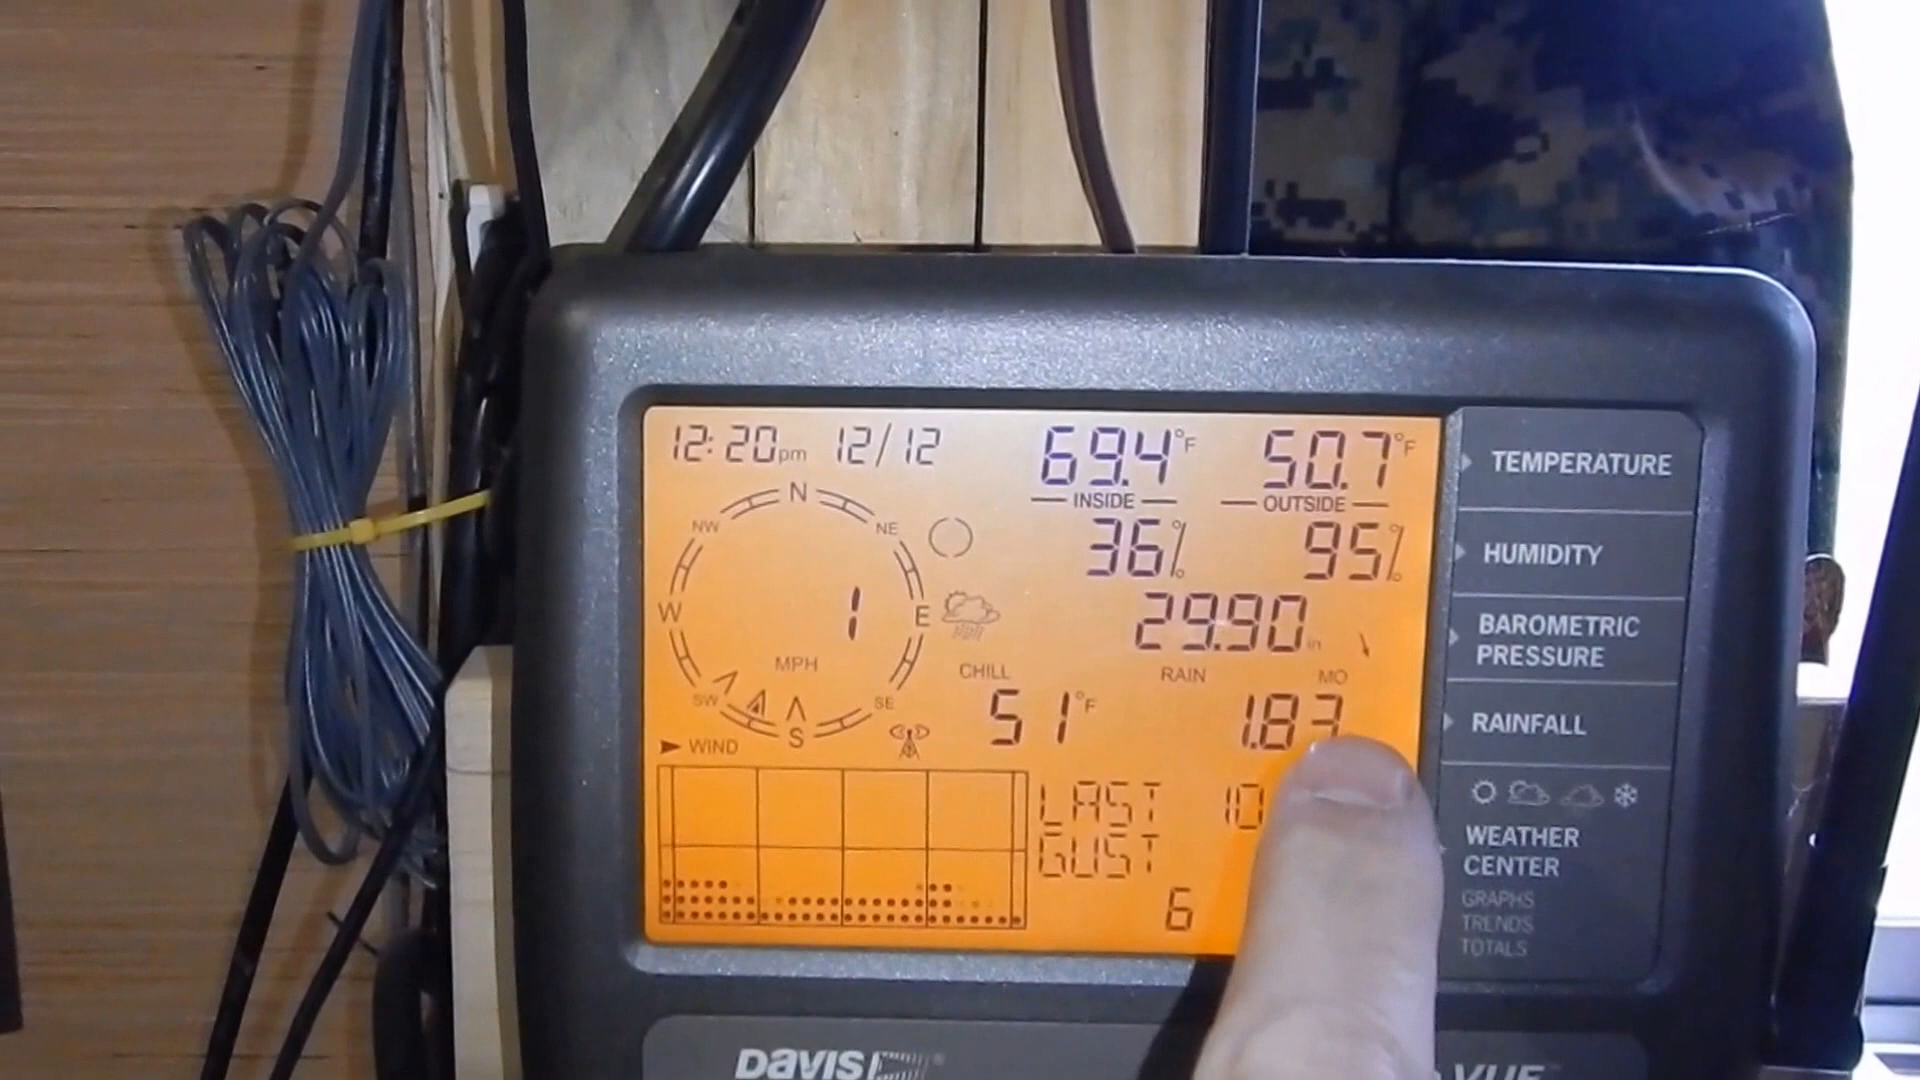 12:20pm 12/12 69.4°F 50.7°F
INSIDE OUTSIDE
N
NW NE
36% 95%
W 1 E
29.90in
MPH
CHILL RAIN MO
SW SE
51°F 1.83
S
WIND
LAST 10
GUST
6
TEMPERATURE
HUMIDITY
BAROMETRIC
PRESSURE
RAINFALL
WEATHER
CENTER
GRAPHS
TRENDS
TOTALS
DAVIS
VUE